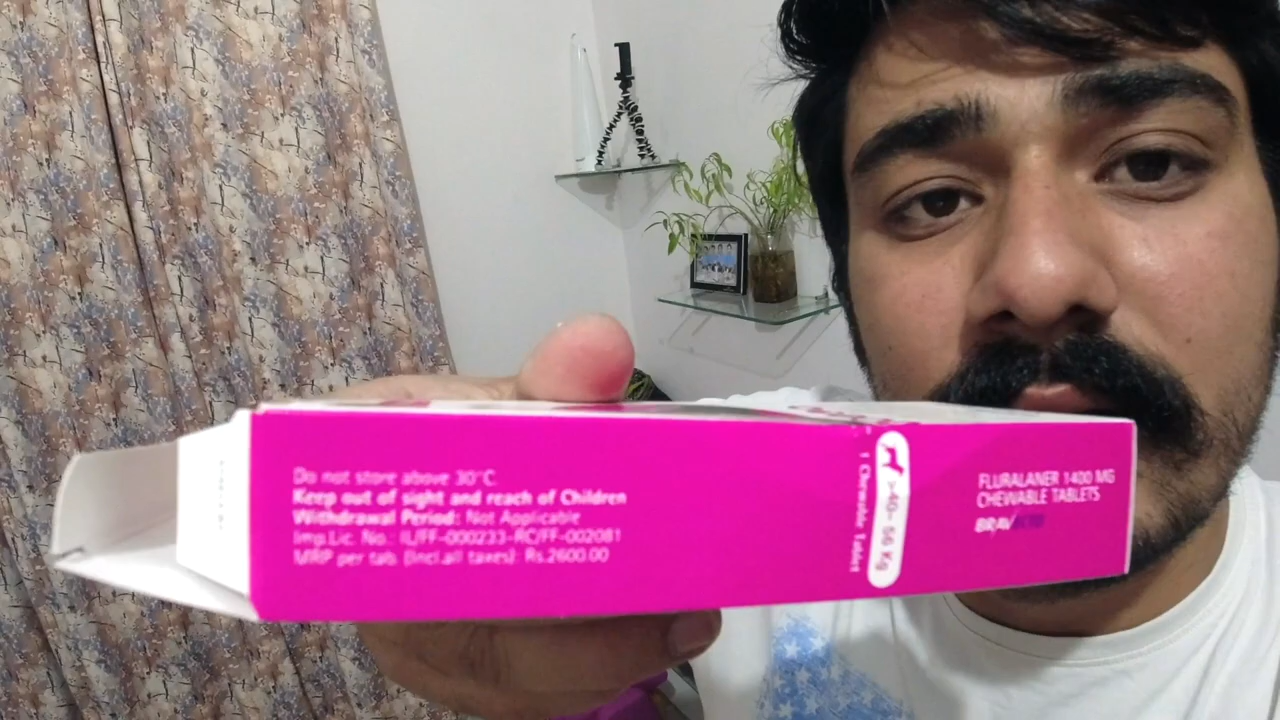 Do not store above 30°C
Keep out of sight and reach of Children
Withdrawal Period: Not Applicable
Imp.Lic. No.: IL/FF-000233-RC/FF-002081
MRP per tab. (Incl.all taxes): Rs.2600.00
1 Chewable Tablet
>40- 56 Kg
FLURALANER 1400 MG
CHEWABLE TABLETS
BRAVECTO